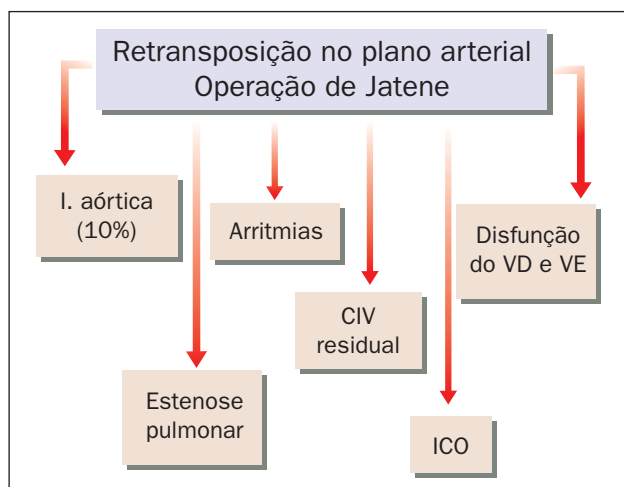 Retransposição no plano arterial
Operação de Jatene
I. aórtica
(10%)
Arritmias
Disfunção
do VD e VE
CIV
residual
Estenose
pulmonar
ICO